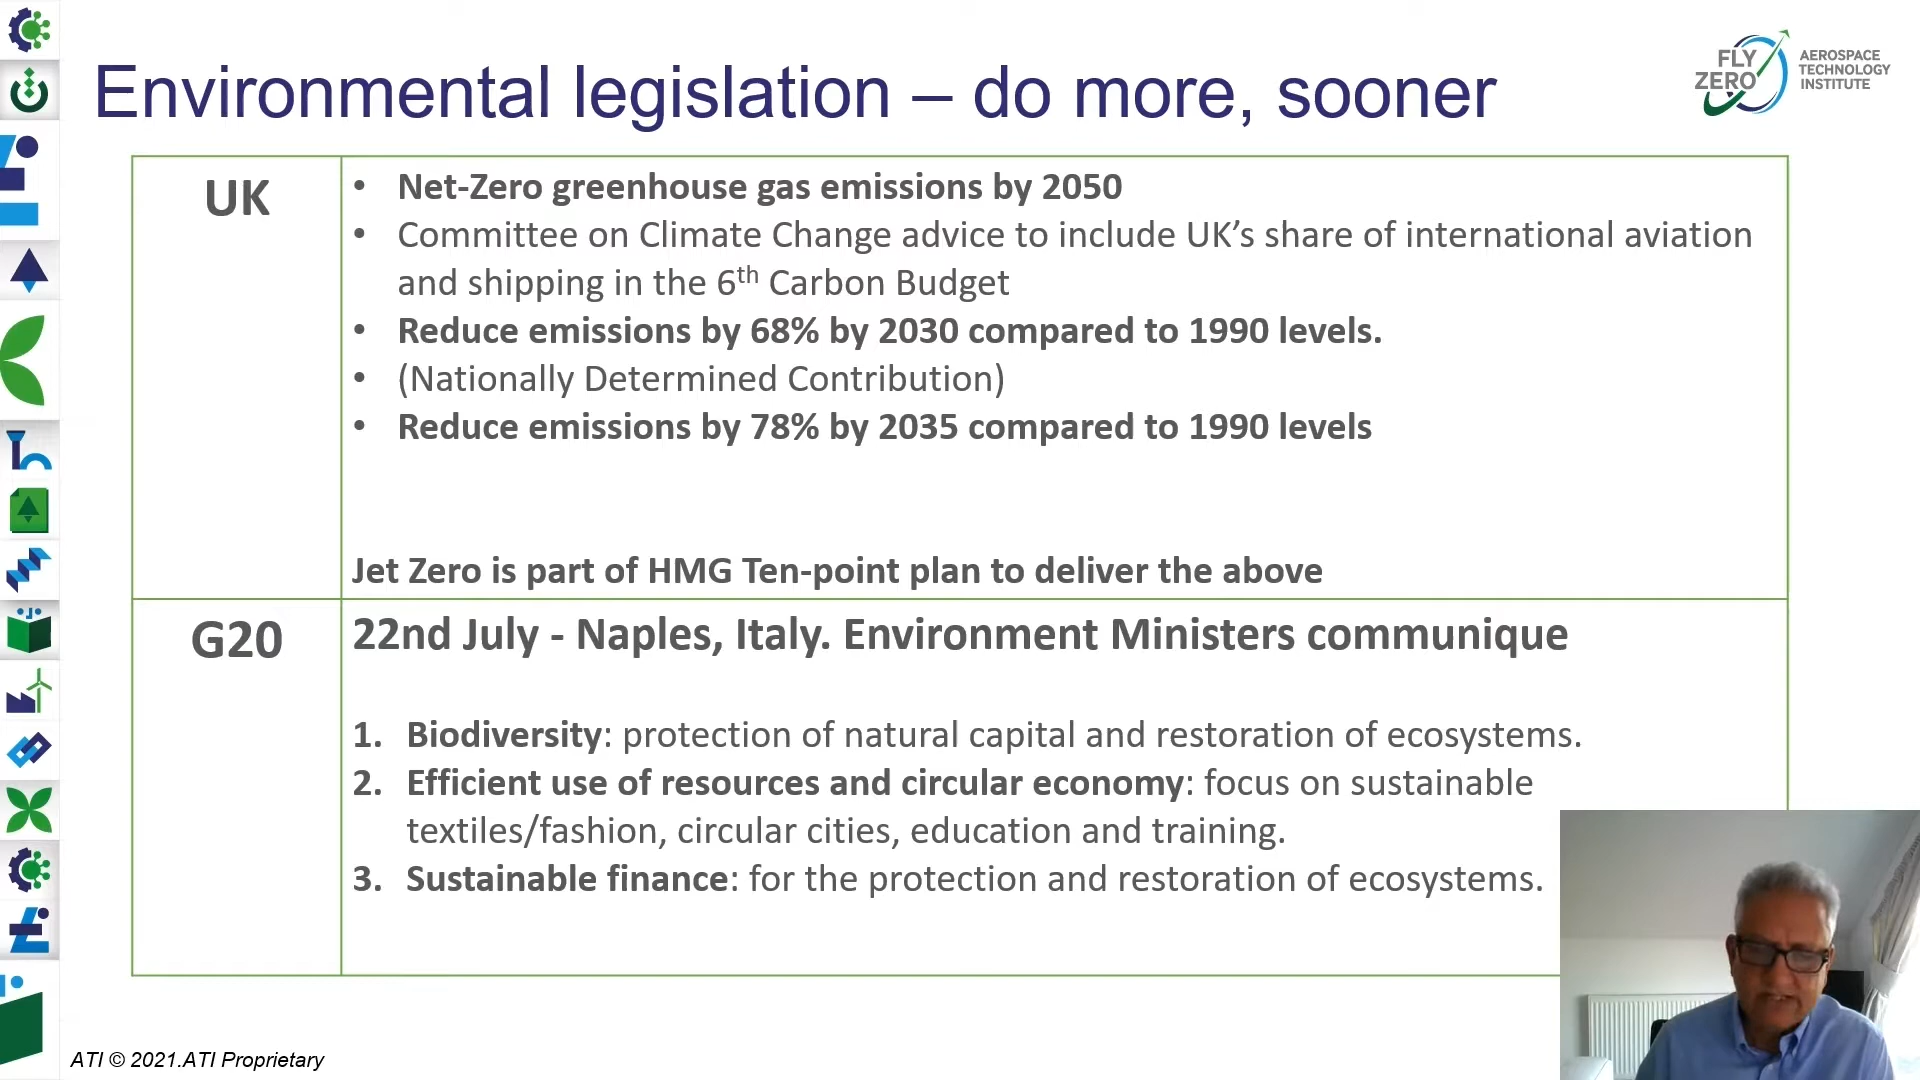 Environmental legislation – do more, sooner
FLY
ZERO
AEROSPACE
TECHNOLOGY
INSTITUTE
UK
• Net-Zero greenhouse gas emissions by 2050
• Committee on Climate Change advice to include UK’s share of international aviation
and shipping in the 6th Carbon Budget
• Reduce emissions by 68% by 2030 compared to 1990 levels.
• (Nationally Determined Contribution)
• Reduce emissions by 78% by 2035 compared to 1990 levels
Jet Zero is part of HMG Ten-point plan to deliver the above
G20
22nd July - Naples, Italy. Environment Ministers communique
1. Biodiversity: protection of natural capital and restoration of ecosystems.
2. Efficient use of resources and circular economy: focus on sustainable
textiles/fashion, circular cities, education and training.
3. Sustainable finance: for the protection and restoration of ecosystems.
ATI © 2021.ATI Proprietary